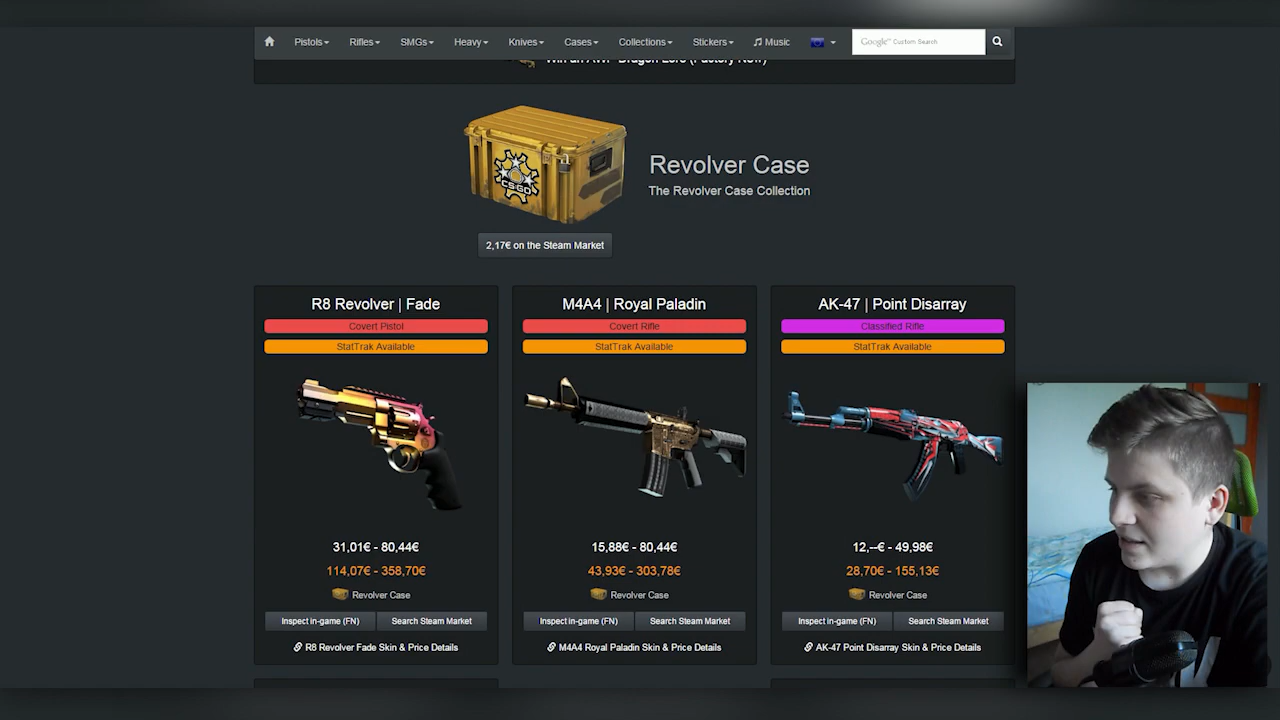 Pistols Rifles SMGs Heavy Knives Cases Collections Stickers Music Google™ Custom Search
Win an AWP Dragon Lore (Factory New)
CS:GO
Revolver Case
The Revolver Case Collection
2,17€ on the Steam Market
R8 Revolver | Fade
Covert Pistol
StatTrak Available
31,01€ - 80,44€
114,07€ - 358,70€
Revolver Case
Inspect in-game (FN) Search Steam Market
R8 Revolver Fade Skin & Price Details
M4A4 | Royal Paladin
Covert Rifle
StatTrak Available
15,88€ - 80,44€
43,93€ - 303,78€
Revolver Case
Inspect in-game (FN) Search Steam Market
M4A4 Royal Paladin Skin & Price Details
AK-47 | Point Disarray
Classified Rifle
StatTrak Available
12,--€ - 49,98€
28,70€ - 155,13€
Revolver Case
Inspect in-game (FN) Search Steam Market
AK-47 Point Disarray Skin & Price Details